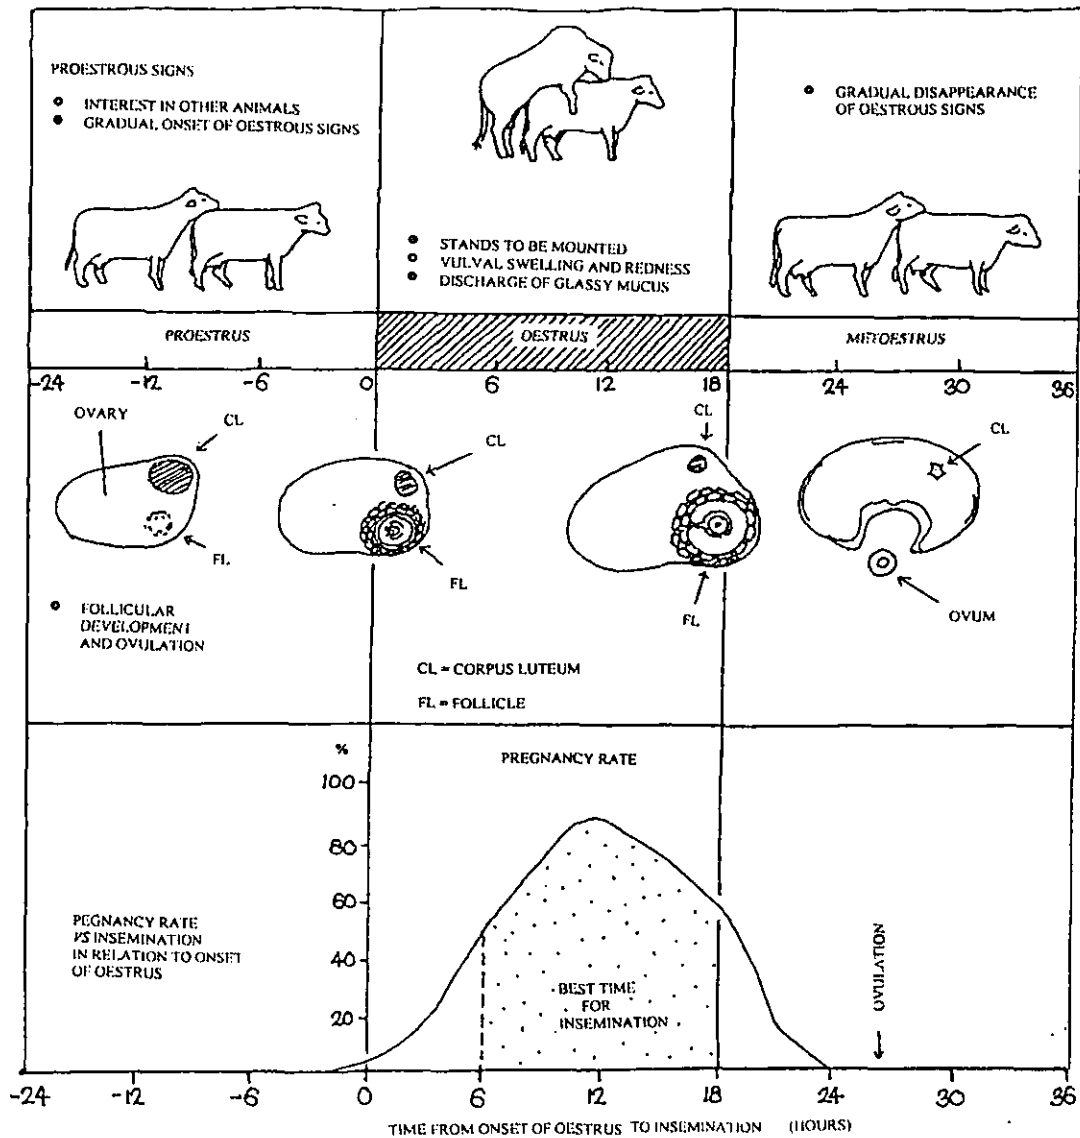 PROESTROUS SIGNS
INTEREST IN OTHER ANIMALS
GRADUAL ONSET OF OESTROUS SIGNS
STANDS TO BE MOUNTED
VULVAL SWELLING AND REDNESS
DISCHARGE OF GLASSY MUCUS
GRADUAL DISAPPEARANCE
OF OESTROUS SIGNS
PROESTRUS OESTRUS METOESTRUS
-24 -12 -6 0 6 12 18 24 30 36
OVARY
CL
FL
CL
FL
CL
FL
CL
OVUM
FOLLICULAR
DEVELOPMENT
AND OVULATION
CL = CORPUS LUTEUM
FL = FOLLICLE
PREGNANCY RATE
%
100
80
60
40
20
PEGNANCY RATE
VS INSEMINATION
IN RELATION TO ONSET
OF OESTRUS
BEST TIME
FOR
INSEMINATION
OVULATION
-24 -12 -6 0 6 12 18 24 30 36
TIME FROM ONSET OF OESTRUS TO INSEMINATION (HOURS)